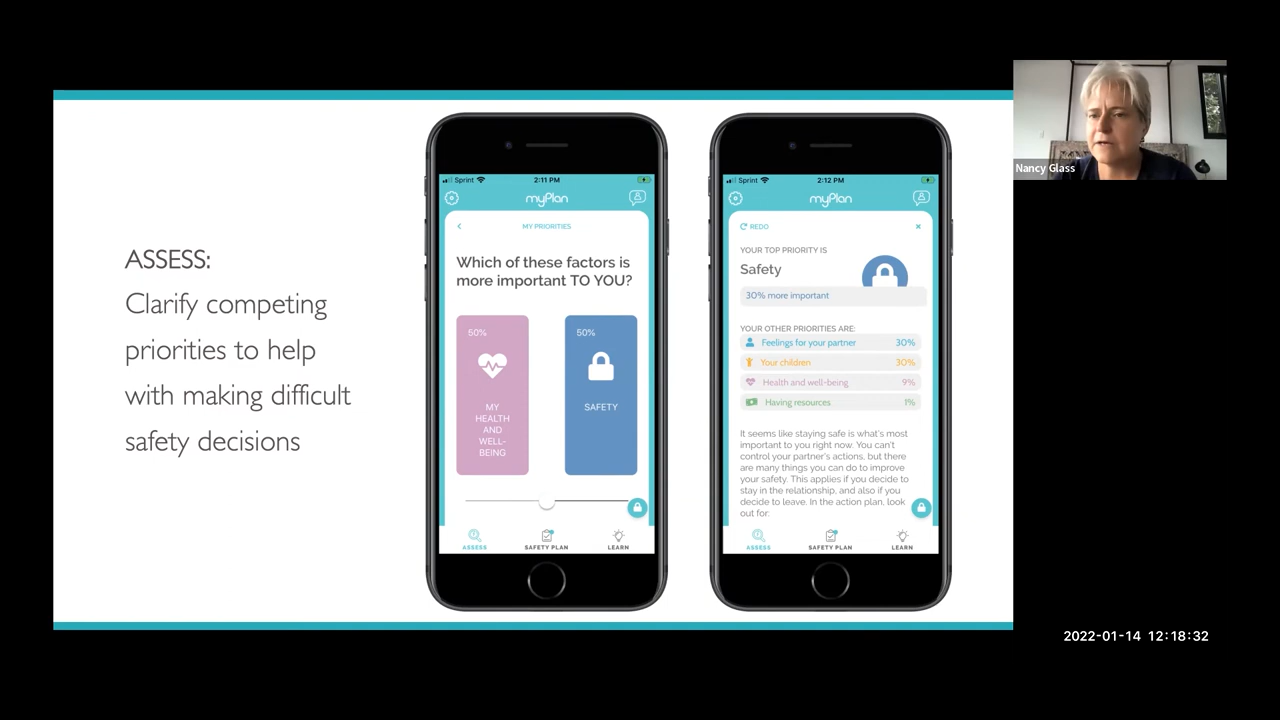 ASSESS:
Clarify competing
priorities to help
with making difficult
safety decisions
Sprint 2:11 PM
myPlan
MY PRIORITIES
Which of these factors is
more important TO YOU?
50%
MY
HEALTH
AND
WELL-
BEING
50%
SAFETY
ASSESS SAFETY PLAN LEARN
Sprint 2:12 PM
myPlan
REDO
YOUR TOP PRIORITY IS
Safety
30% more important
YOUR OTHER PRIORITIES ARE:
Feelings for your partner 30%
Your children 30%
Health and well-being 9%
Having resources 1%
It seems like staying safe is what's most
important to you right now. You can't
control your partner's actions, but there
are many things you can do to improve
your safety. This applies if you decide to
stay in the relationship, and also if you
decide to leave. In the action plan, look
out for:
ASSESS SAFETY PLAN LEARN
Nancy Glass
2022-01-14 12:18:32